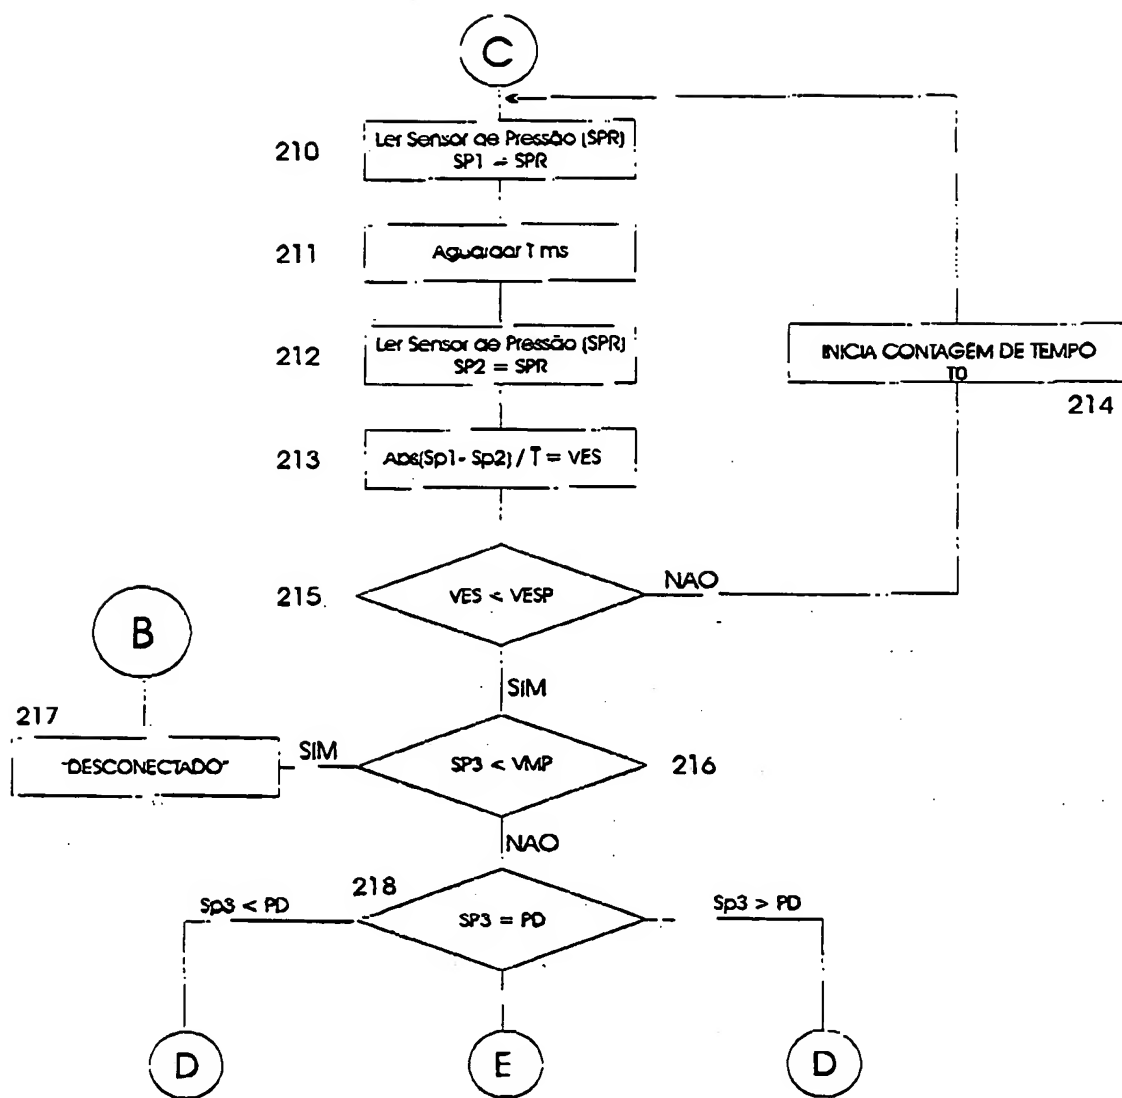 C
210
Ler Sensor de Pressão (SPR)
SP1 = SPR
211
Aguardar T ms
212
Ler Sensor de Pressão (SPR)
SP2 = SPR
INICIA CONTAGEM DE TEMPO
T0
214
213
Abs(Sp1- Sp2) / T = VES
215
VES < VESP
NAO
B
SIM
217
"DESCONECTADO"
SIM
SP3 < VMP
216
NAO
218
Sp3 < PD
SP3 = PD
Sp3 > PD
D
E
D